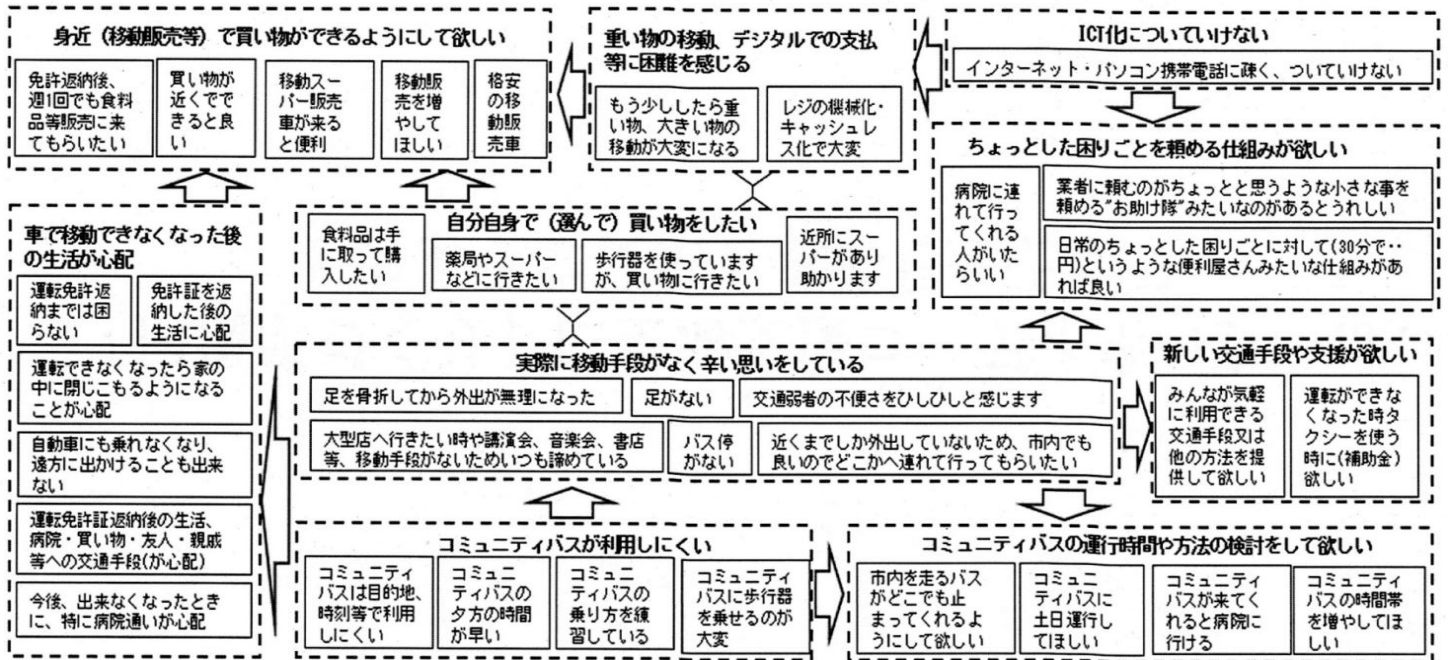 身近（移動販売等）で買い物ができるようにして欲しい
免許返納後、
週1回でも食料
品等販売に来
てもらいたい
買い物が
近くでで
きると良
い
移動スー
パー販売
車が来る
と便利
移動販
売を増
やして
ほしい
格安
の移
動販
売車
重い物の移動、デジタルでの支払
等に困難を感じる
もう少ししたら重
い物、大きい物の
移動が大変になる
レジの機械化・
キャッシュレ
ス化で大変
ICT化についていけない
インターネット・パソコン携帯電話に疎く、ついていけない
ちょっとした困りごとを頼める仕組みが欲しい
病院に連
れて行っ
てくれる
人がいた
らいい
業者に頼むのがちょっとと思うような小さな事を
頼める”お助け隊”みたいなのがあるとうれしい
日常のちょっとした困りごとに対して(30分で‥
円)というような便利屋さんみたいな仕組みがあ
れば良い
車で移動できなくなった後
の生活が心配
運転免許返
納までは困
らない
免許証を返
納した後の
生活に心配
運転できなくなったら家の
中に閉じこもるようになる
ことが心配
自動車にも乗れなくなり、
遠方に出かけることも出来
ない
運転免許証返納後の生活、
病院・買い物・友人・親戚
等への交通手段(が心配)
今後、出来なくなったとき
に、特に病院通いが心配
自分自身で（選んで）買い物をしたい
食料品は手
に取って購
入したい
薬局やスーパー
などに行きたい
歩行器を使っています
が、買い物に行きたい
近所にスー
パーがあり
助かります
実際に移動手段がなく辛い思いをしている
足を骨折してから外出が無理になった
足がない
交通弱者の不便さをひしひしと感じます
大型店へ行きたい時や講演会、音楽会、書店
等、移動手段がないためいつも諦めている
バス停
がない
近くまでしか外出していないため、市内でも
良いのでどこかへ連れて行ってもらいたい
新しい交通手段や支援が欲しい
みんなが気軽
に利用できる
交通手段又は
他の方法を提
供して欲しい
運転ができな
くなった時タ
クシーを使う
時に(補助金)
欲しい
コミュニティバスが利用しにくい
コミュニティ
バスは目的地、
時刻等で利用
しにくい
コミュニ
ティバスの
夕方の時間
が早い
コミュニ
ティバスの
乗り方を練
習している
コミュニティ
バスに歩行器
を乗せるのが
大変
コミュニティバスの運行時間や方法の検討をして欲しい
市内を走るバス
がどこでも止
まってくれるよ
うにして欲しい
コミュニ
ティバスに
土日運行し
てほしい
コミュニティ
バスが来てく
れると病院に
行ける
コミュニティ
バスの時間帯
を増やしてほ
しい